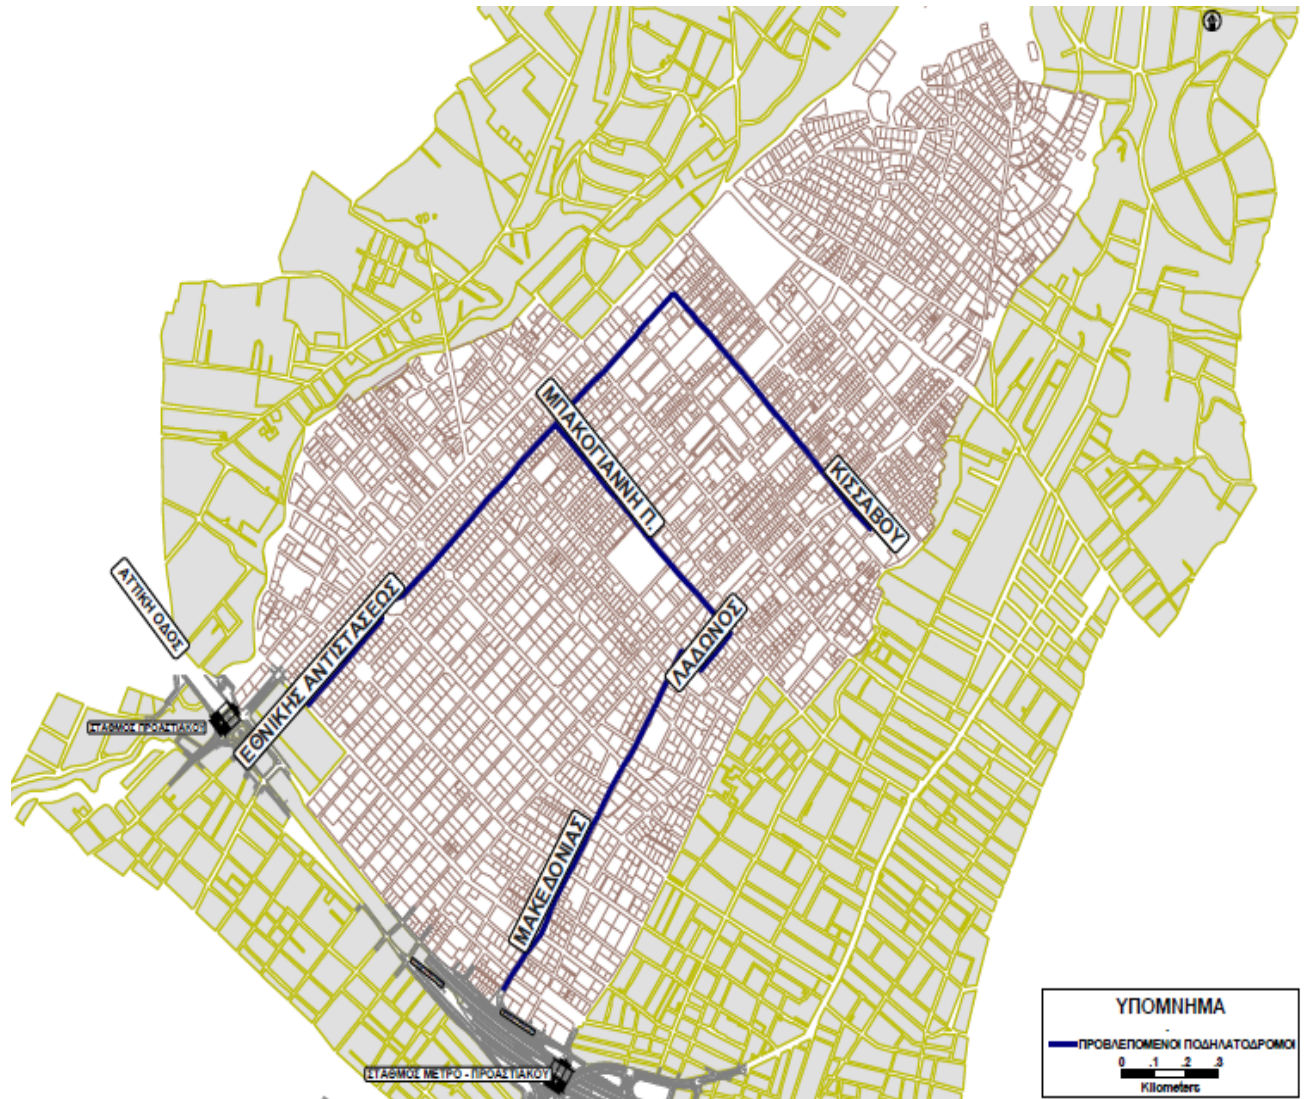 ΜΠΑΚΟΓΙΑΝΝΗ Π.
ΚΙΣΣΑΒΟΥ
ΑΤΤΙΚΗ ΟΔΟΣ
ΕΘΝΙΚΗΣ ΑΝΤΙΣΤΑΣΕΩΣ
ΛΑΔΩΝΟΣ
ΣΤΑΘΜΟΣ ΠΡΟΑΣΤΙΑΚΟΥ
ΜΑΚΕΔΟΝΙΑΣ
ΣΤΑΘΜΟΣ ΜΕΤΡΟ - ΠΡΟΑΣΤΙΑΚΟΥ
ΥΠΟΜΝΗΜΑ
ΠΡΟΒΛΕΠΟΜΕΝΟΙ ΠΟΔΗΛΑΤΟΔΡΟΜΟΙ
0 .1 .2 .3
Kilometers